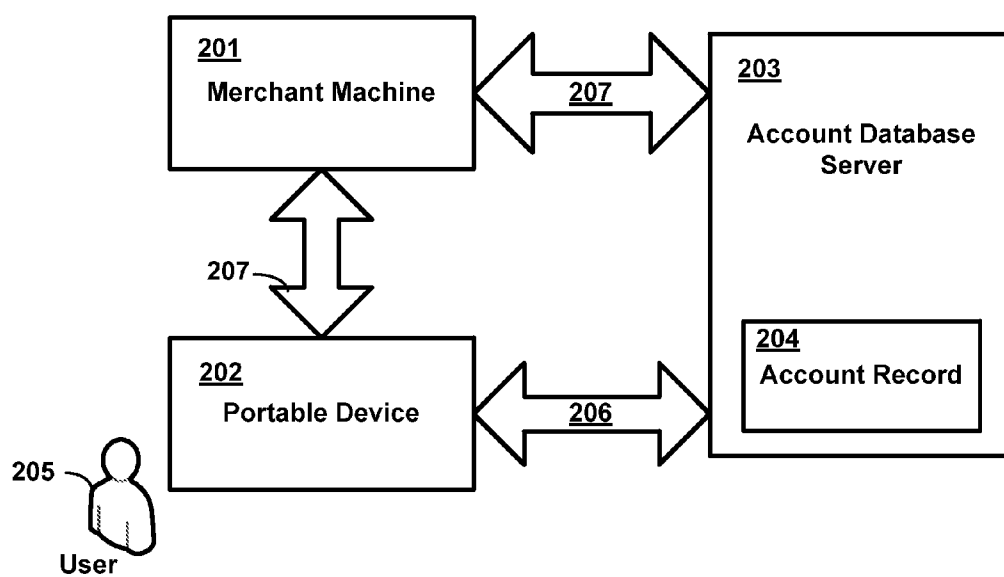 201
Merchant Machine
207
203
Account Database
Server
207
202
Portable Device
206
204
Account Record
205
User